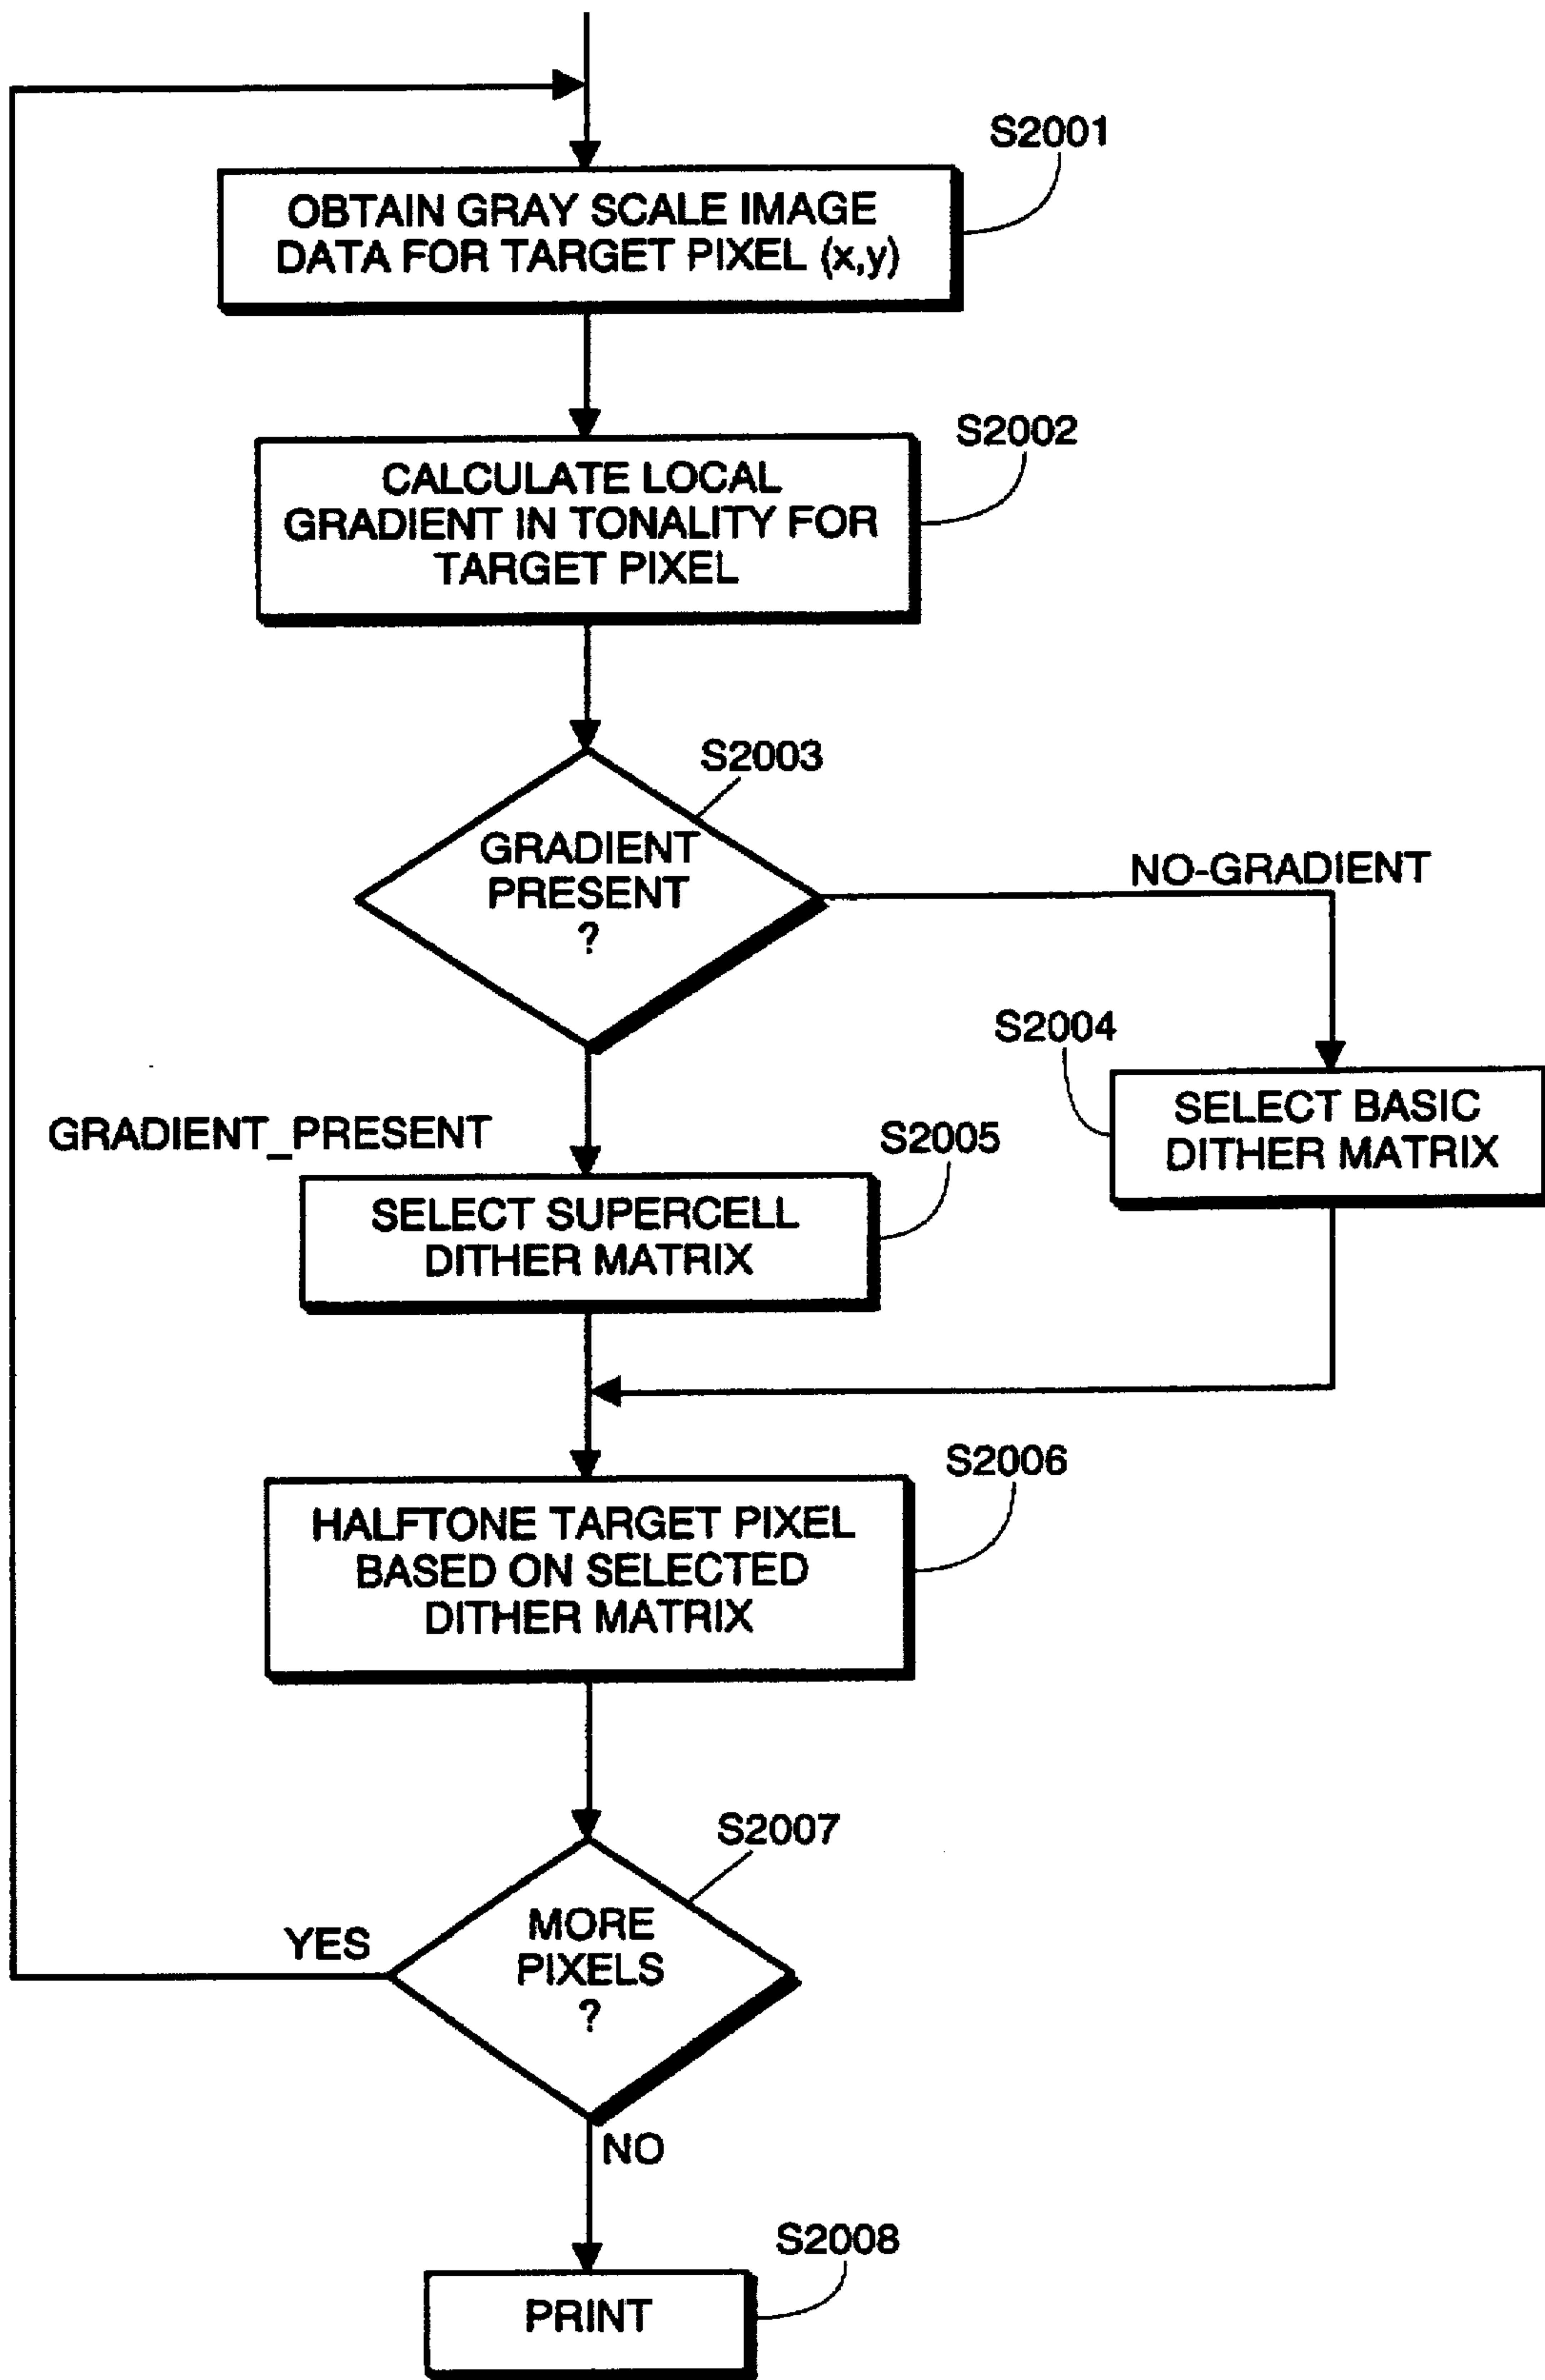 S2001
OBTAIN GRAY SCALE IMAGE
DATA FOR TARGET PIXEL (x,y)
S2002
CALCULATE LOCAL
GRADIENT IN TONALITY FOR
TARGET PIXEL
S2003
GRADIENT
PRESENT
?
NO-GRADIENT
S2004
SELECT BASIC
DITHER MATRIX
GRADIENT_PRESENT
S2005
SELECT SUPERCELL
DITHER MATRIX
S2006
HALFTONE TARGET PIXEL
BASED ON SELECTED
DITHER MATRIX
S2007
MORE
PIXELS
?
YES
NO
S2008
PRINT